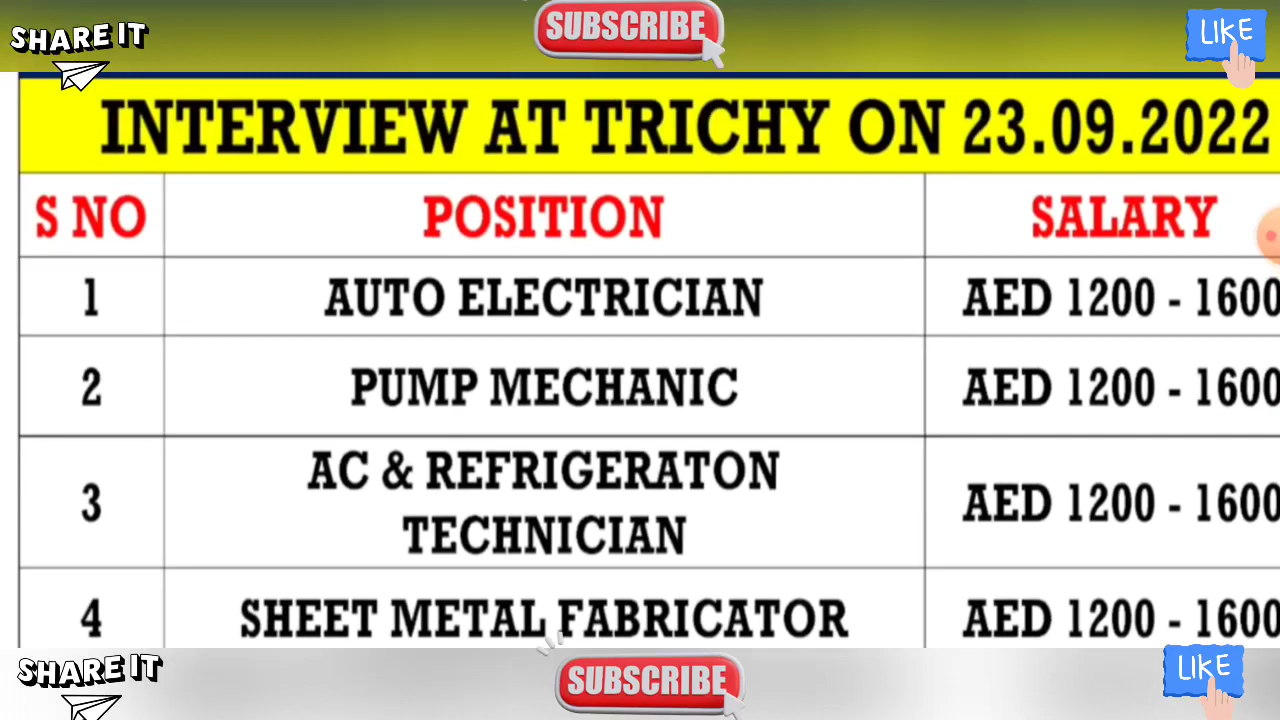 SHARE IT
SUBSCRIBE
LIKE
INTERVIEW AT TRICHY ON 23.09.2022
S NO POSITION SALARY
1 AUTO ELECTRICIAN AED 1200 - 1600
2 PUMP MECHANIC AED 1200 - 1600
3 AC & REFRIGERATON
TECHNICIAN AED 1200 - 1600
4 SHEET METAL FABRICATOR AED 1200 - 1600
SHARE IT
SUBSCRIBE
LIKE